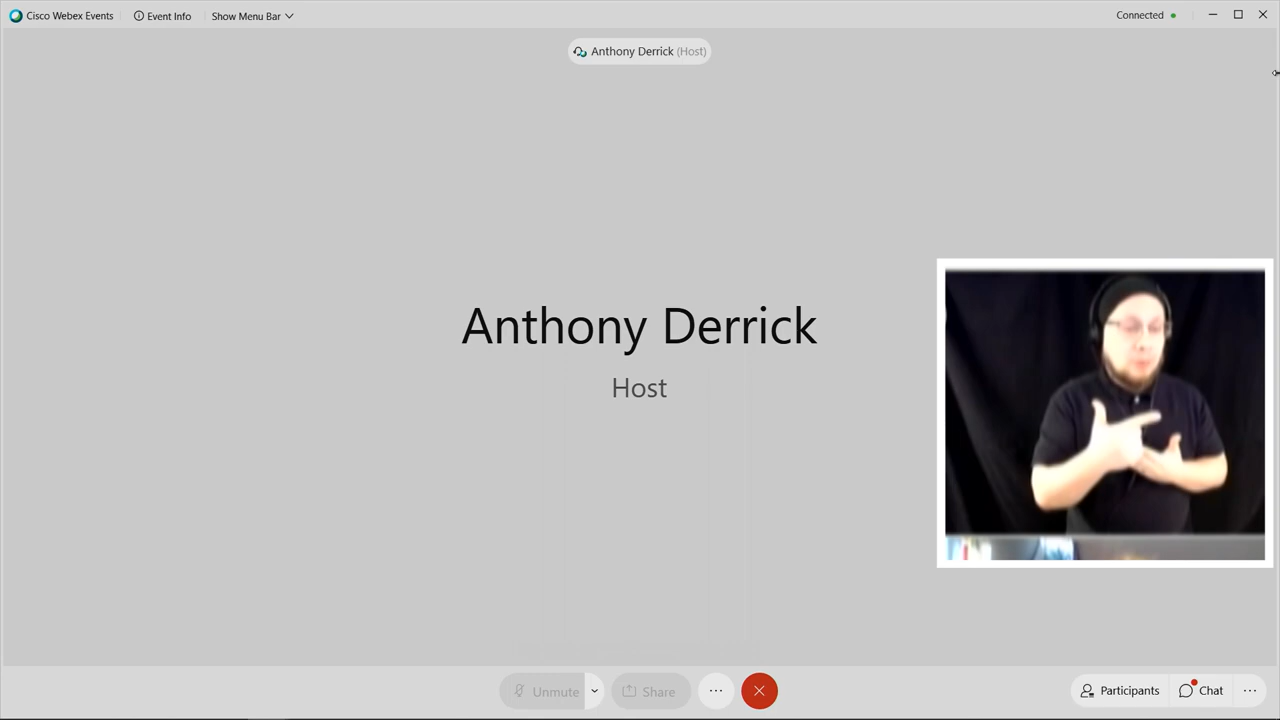 Cisco Webex Events
Event Info
Show Menu Bar
Connected
Anthony Derrick (Host)
Anthony Derrick
Host
Unmute
Share
Participants
Chat